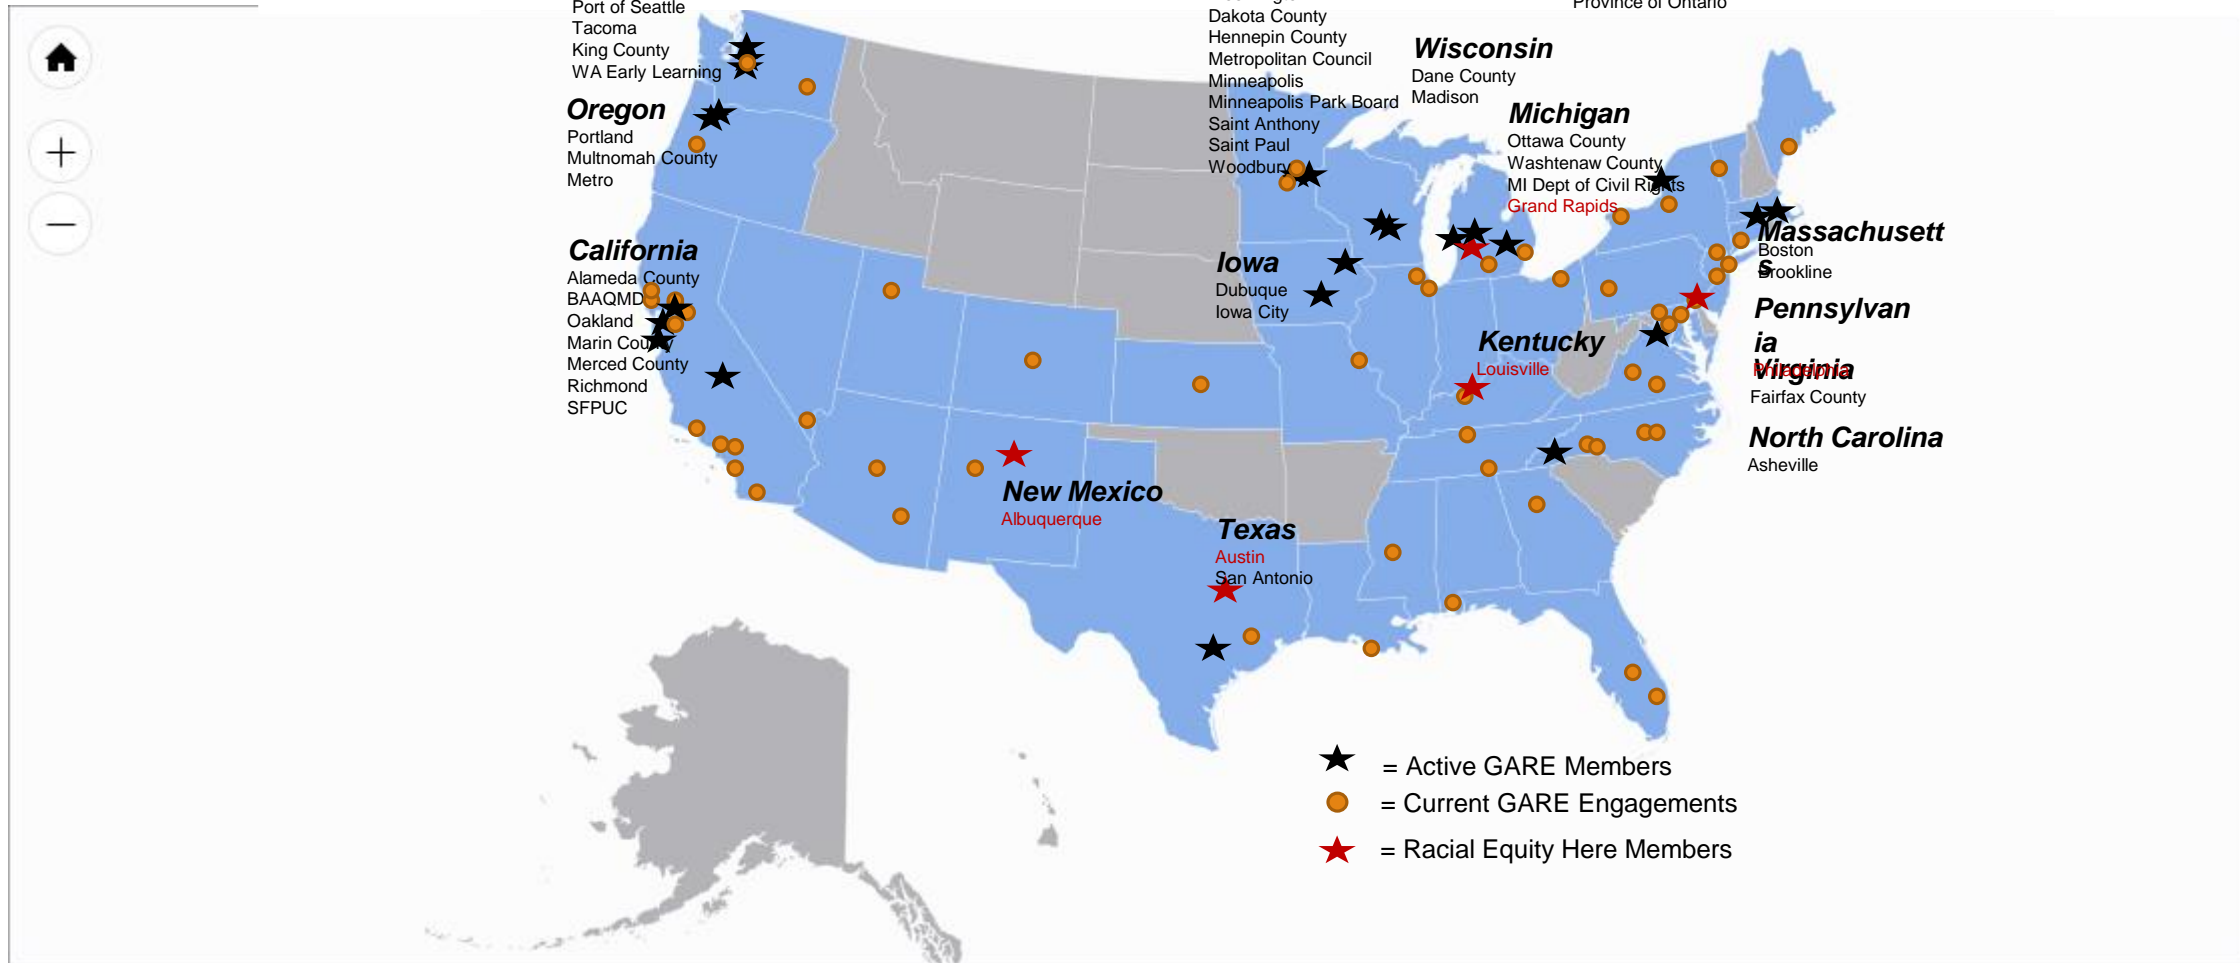 Port of Seattle
Tacoma
King County
WA Early Learning
Oregon
Portland
Multnomah County
Metro
California
Alameda County
BAAQMD
Oakland
Marin County
Merced County
Richmond
SFPUC
Dakota County
Hennepin County
Metropolitan Council
Minneapolis
Minneapolis Park Board
Saint Anthony
Saint Paul
Woodbury
Iowa
Dubuque
Iowa City
Province of Ontario
Wisconsin
Dane County
Madison
Michigan
Ottawa County
Washtenaw County
MI Dept of Civil Rights
Grand Rapids
Kentucky
Louisville
Massachusett
s
Boston
Brookline
Pennsylvan
ia
Philadelphia
Virginia
Fairfax County
North Carolina
Asheville
New Mexico
Albuquerque
Texas
Austin
San Antonio
= Active GARE Members
= Current GARE Engagements
= Racial Equity Here Members